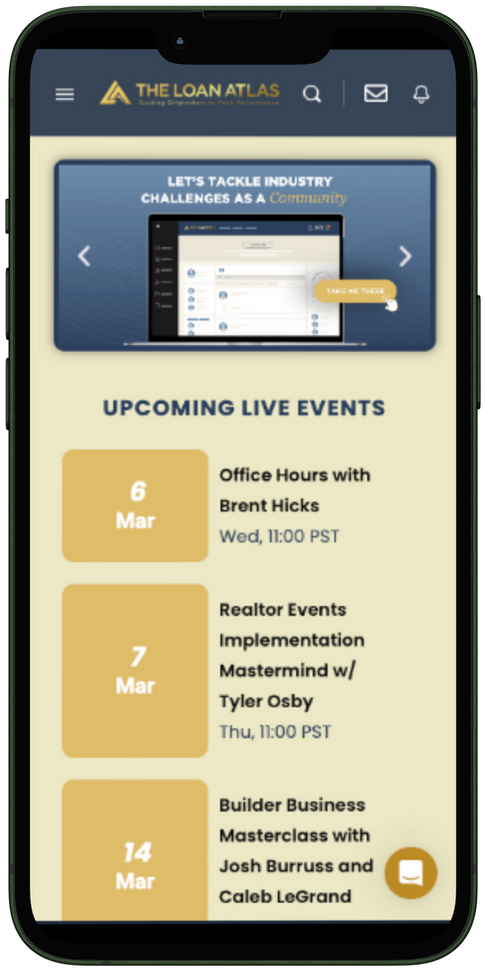 THE LOAN ATLAS
Guiding Originators to Peak Performance
LET'S TACKLE INDUSTRY
CHALLENGES AS A Community
TAKE ME THERE
UPCOMING LIVE EVENTS
6
Mar
Office Hours with
Brent Hicks
Wed, 11:00 PST
7
Mar
Realtor Events
Implementation
Mastermind w/
Tyler Osby
Thu, 11:00 PST
14
Mar
Builder Business
Masterclass with
Josh Burruss and
Caleb LeGrand